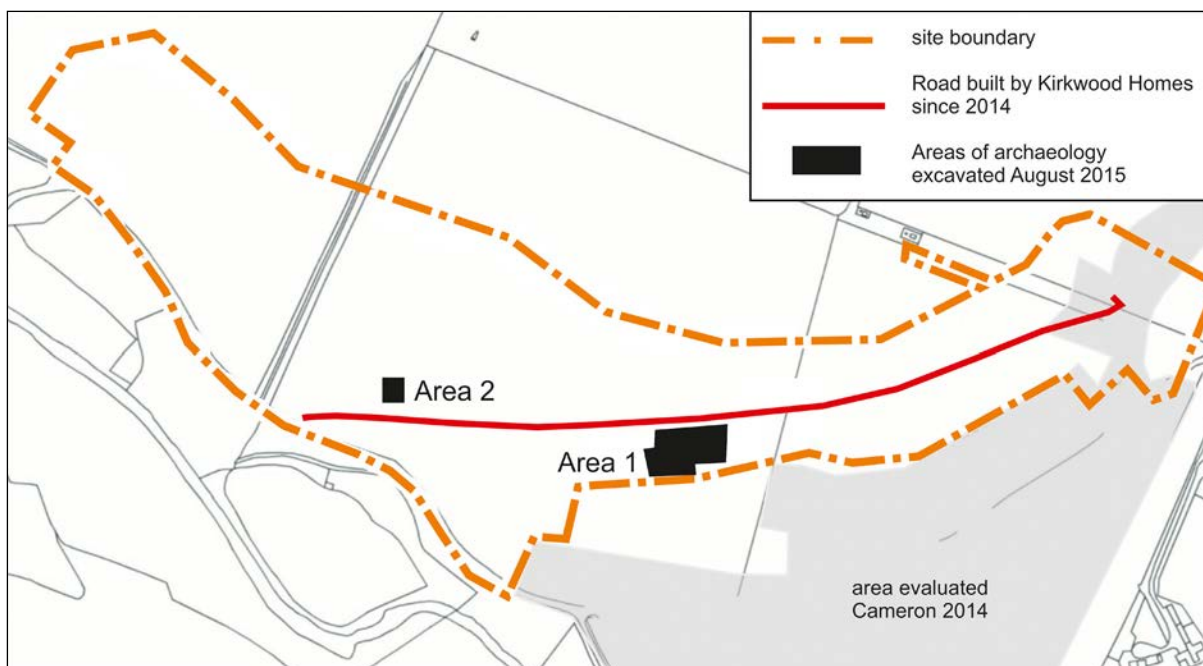 site boundary
Road built by Kirkwood Homes
since 2014
Areas of archaeology
excavated August 2015
Area 2
Area 1
area evaluated
Cameron 2014